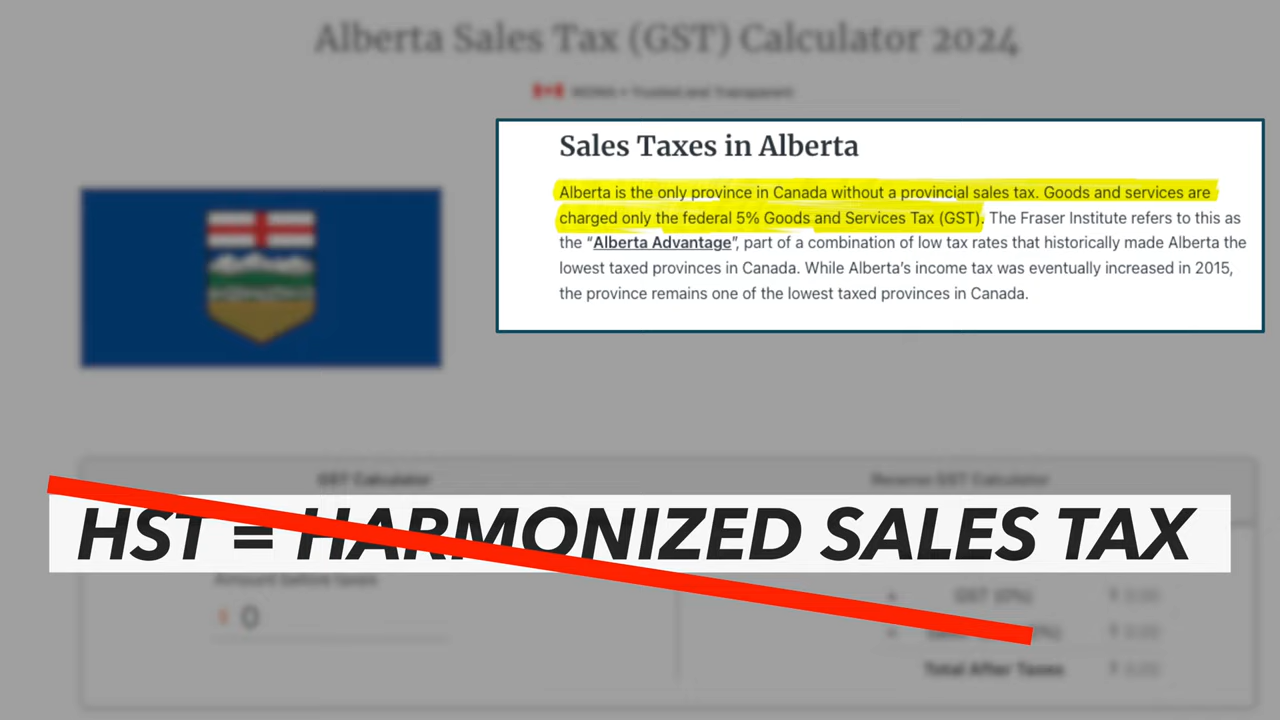 Alberta Sales Tax (GST) Calculator 2024
WOWA • Trusted and Transparent
Sales Taxes in Alberta
Alberta is the only province in Canada without a provincial sales tax. Goods and services are
charged only the federal 5% Goods and Services Tax (GST). The Fraser Institute refers to this as
the “Alberta Advantage”, part of a combination of low tax rates that historically made Alberta the
lowest taxed provinces in Canada. While Alberta’s income tax was eventually increased in 2015,
the province remains one of the lowest taxed provinces in Canada.
GST Calculator
Reverse GST Calculator
HST = HARMONIZED SALES TAX
Amount before taxes
$ 0
GST
Total After Taxes